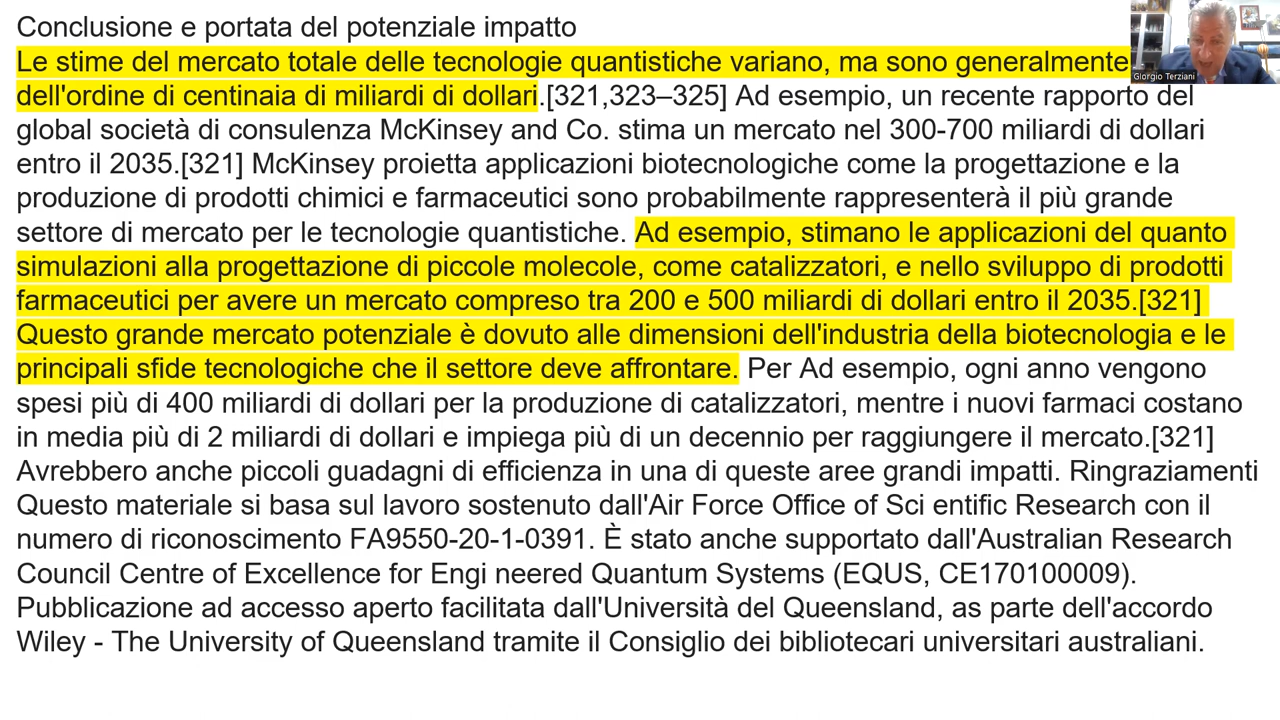 Conclusione e portata del potenziale impatto
Le stime del mercato totale delle tecnologie quantistiche variano, ma sono generalmente
dell'ordine di centinaia di miliardi di dollari.[321,323–325] Ad esempio, un recente rapporto del
global società di consulenza McKinsey and Co. stima un mercato nel 300-700 miliardi di dollari
entro il 2035.[321] McKinsey proietta applicazioni biotecnologiche come la progettazione e la
produzione di prodotti chimici e farmaceutici sono probabilmente rappresenterà il più grande
settore di mercato per le tecnologie quantistiche. Ad esempio, stimano le applicazioni del quanto
simulazioni alla progettazione di piccole molecole, come catalizzatori, e nello sviluppo di prodotti
farmaceutici per avere un mercato compreso tra 200 e 500 miliardi di dollari entro il 2035.[321]
Questo grande mercato potenziale è dovuto alle dimensioni dell'industria della biotecnologia e le
principali sfide tecnologiche che il settore deve affrontare. Per Ad esempio, ogni anno vengono
spesi più di 400 miliardi di dollari per la produzione di catalizzatori, mentre i nuovi farmaci costano
in media più di 2 miliardi di dollari e impiega più di un decennio per raggiungere il mercato.[321]
Avrebbero anche piccoli guadagni di efficienza in una di queste aree grandi impatti. Ringraziamenti
Questo materiale si basa sul lavoro sostenuto dall'Air Force Office of Sci entific Research con il
numero di riconoscimento FA9550-20-1-0391. È stato anche supportato dall'Australian Research
Council Centre of Excellence for Engi neered Quantum Systems (EQUS, CE170100009).
Pubblicazione ad accesso aperto facilitata dall'Università del Queensland, as parte dell'accordo
Wiley - The University of Queensland tramite il Consiglio dei bibliotecari universitari australiani.
Giorgio Terziani